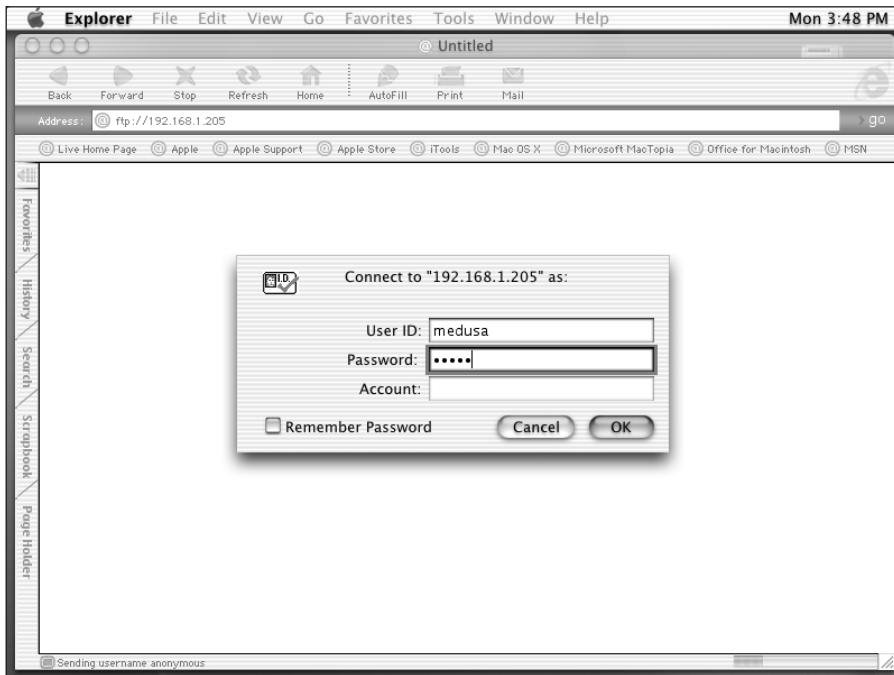 Explorer File Edit View Go Favorites Tools Window Help Mon 3:48 PM
@ Untitled
Back Forward Stop Refresh Home AutoFill Print Mail
Address: @ ftp://192.168.1.205 go
@ Live Home Page @ Apple @ Apple Support @ Apple Store @ iTools @ Mac OS X @ Microsoft MacTopia @ Office for Macintosh @ MSN
Favorites
History
Search
Scrapbook
Page Holder
I.D.
Connect to "192.168.1.205" as:
User ID: medusa
Password: •••••
Account:
Remember Password Cancel OK
Sending username anonymous